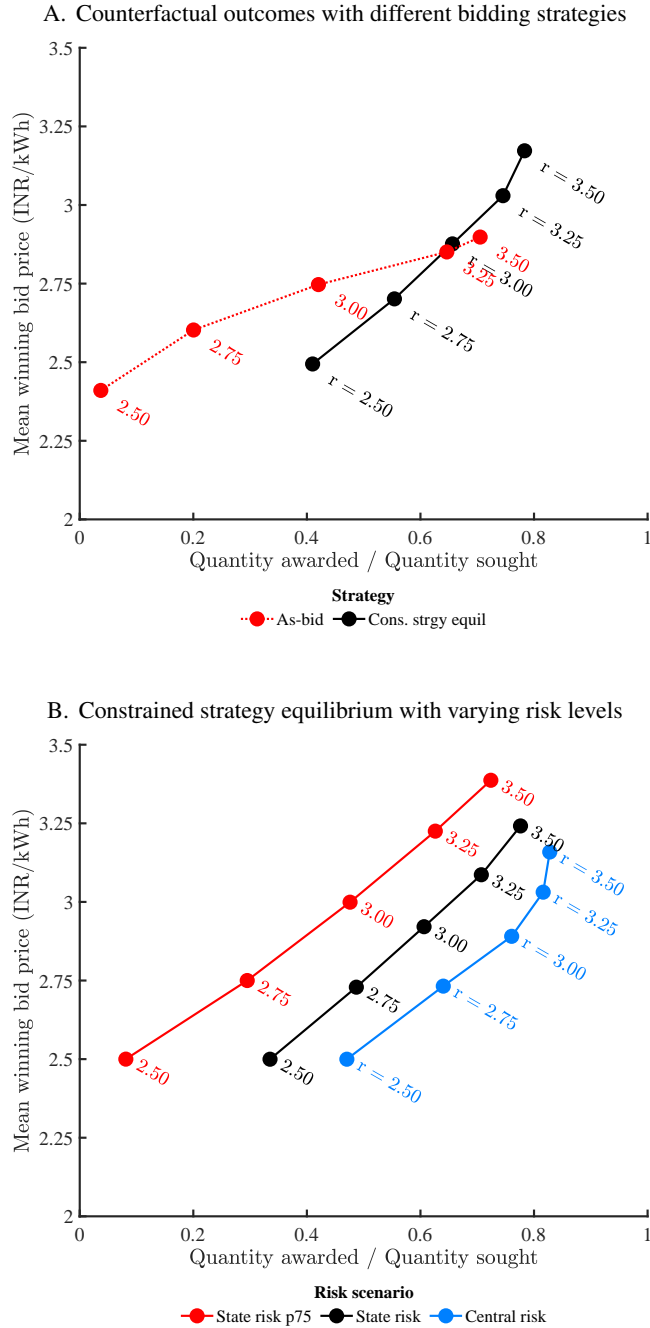 A. Counterfactual outcomes with different bidding strategies
3.5
3.25
3
2.75
2.5
2.25
2
Mean winning bid price (INR/kWh)
r = 3.50
r = 3.25
3.50
r = 3.00
3.25
3.00
r = 2.75
2.75
r = 2.50
2.50
0 0.2 0.4 0.6 0.8 1
Quantity awarded / Quantity sought
Strategy
As-bid Cons. strgy equil
B. Constrained strategy equilibrium with varying risk levels
3.5
3.25
3
2.75
2.5
2.25
2
Mean winning bid price (INR/kWh)
3.50
3.50
r = 3.50
3.25
3.25
r = 3.25
3.00
3.00
r = 3.00
2.75
2.75
r = 2.75
2.50
2.50
r = 2.50
0 0.2 0.4 0.6 0.8 1
Quantity awarded / Quantity sought
Risk scenario
State risk p75 State risk Central risk